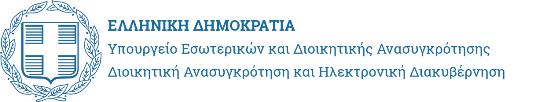 ΕΛΛΗΝΙΚΗ ΔΗΜΟΚΡΑΤΙΑ
Υπουργείο Εσωτερικών και Διοικητικής Ανασυγκρότησης
Διοικητική Ανασυγκρότηση και Ηλεκτρονική Διακυβέρνηση